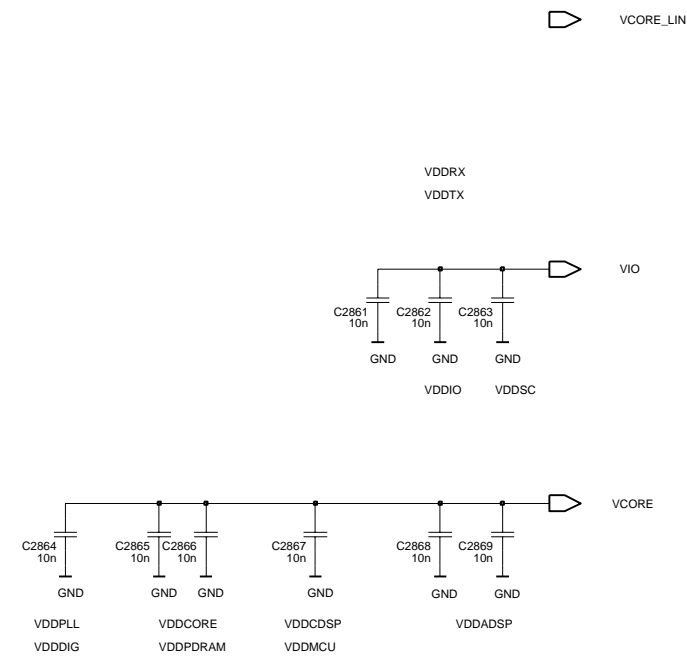 VCORE_LIN
VDDRX
VDDTX
VIO
C2861 C2862 C2863
10n 10n 10n
GND GND GND
VDDIO VDDSC
VCORE
C2864 C2865 C2866 C2867 C2868 C2869
10n 10n 10n 10n 10n 10n
GND GND GND GND GND GND
VDDPLL VDDCORE VDDCDSP VDDADSP
VDDDIG VDDPDRAM VDDMCU